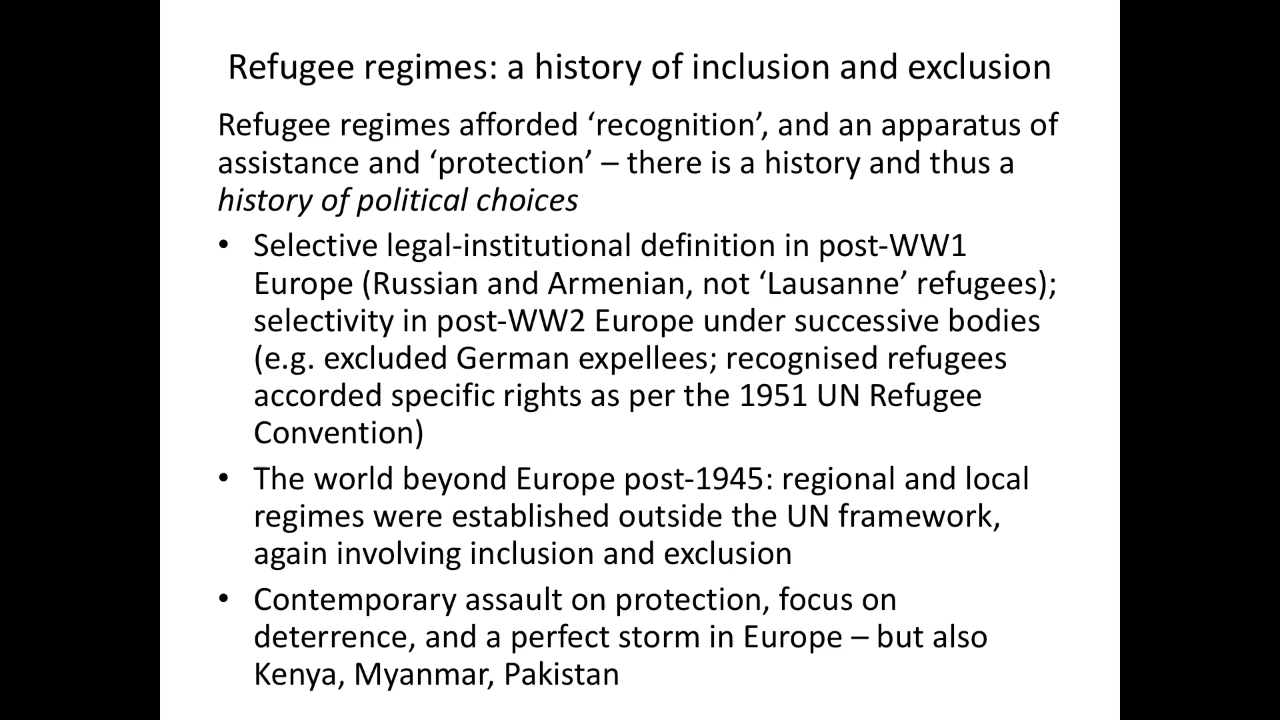 Refugee regimes: a history of inclusion and exclusion
Refugee regimes afforded ‘recognition’, and an apparatus of
assistance and ‘protection’ – there is a history and thus a
history of political choices
• Selective legal-institutional definition in post-WW1
Europe (Russian and Armenian, not ‘Lausanne’ refugees);
selectivity in post-WW2 Europe under successive bodies
(e.g. excluded German expellees; recognised refugees
accorded specific rights as per the 1951 UN Refugee
Convention)
• The world beyond Europe post-1945: regional and local
regimes were established outside the UN framework,
again involving inclusion and exclusion
• Contemporary assault on protection, focus on
deterrence, and a perfect storm in Europe – but also
Kenya, Myanmar, Pakistan